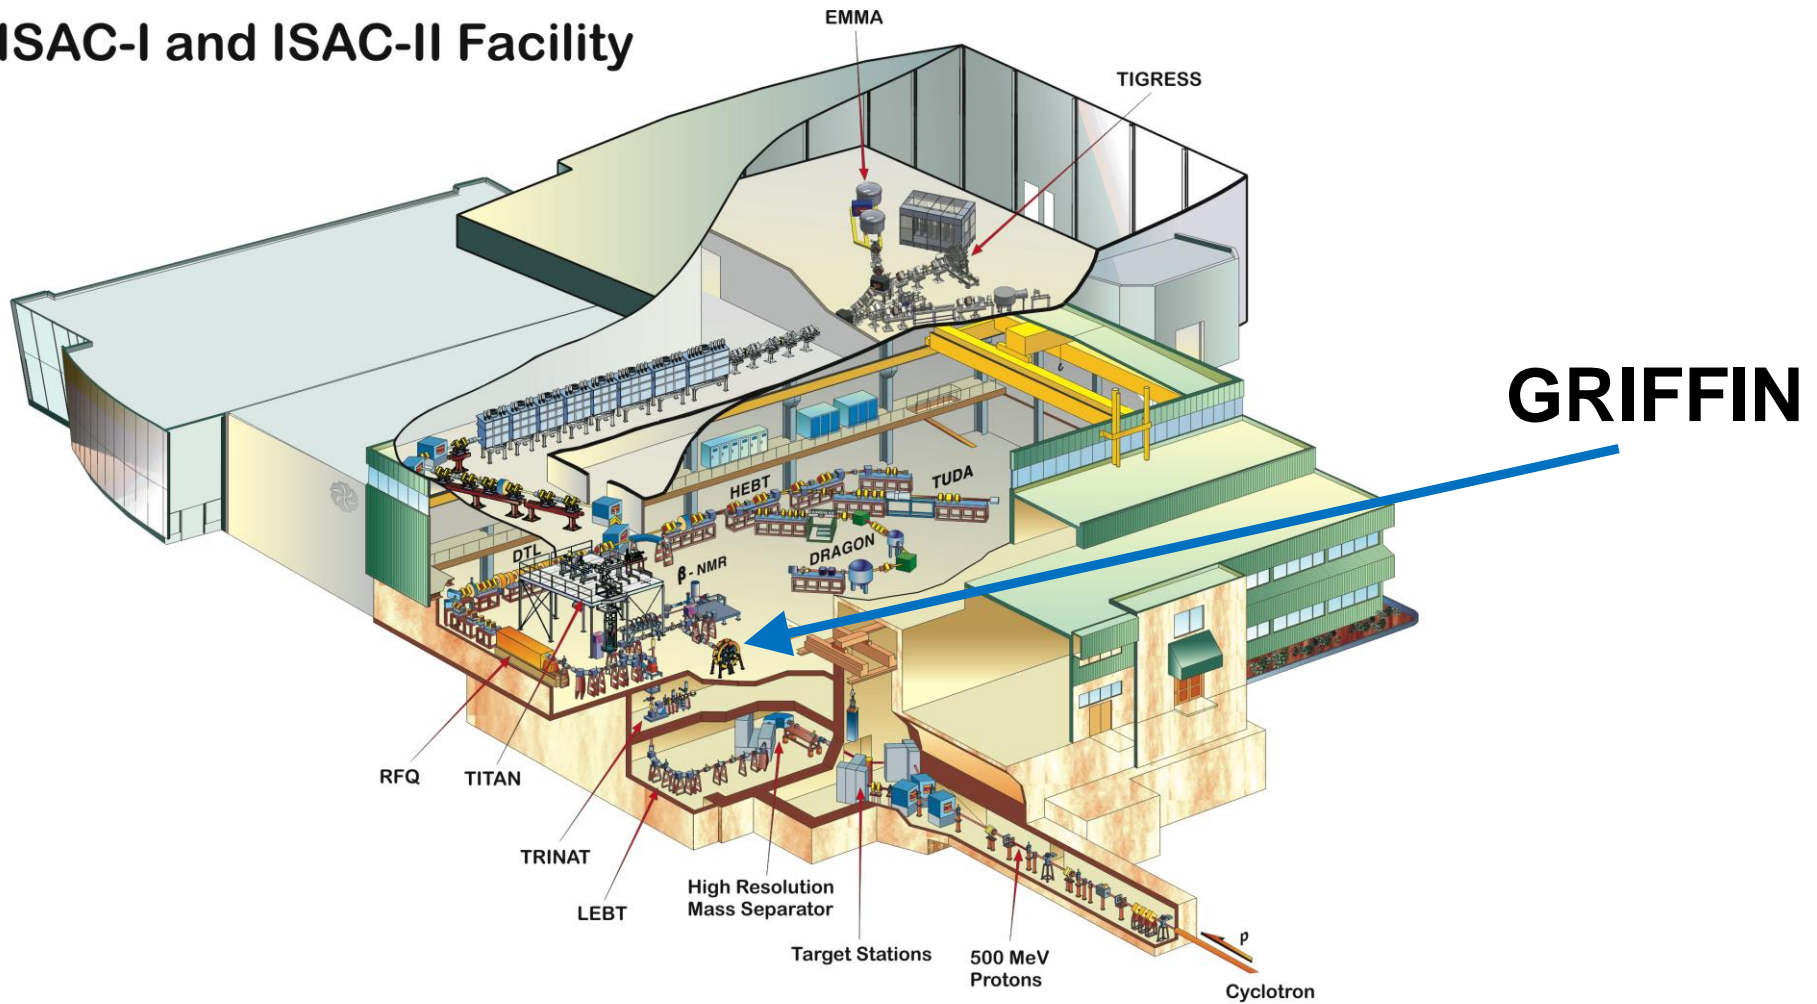 ISAC-I and ISAC-II Facility
EMMA
TIGRESS
GRIFFIN
HEBT
TUDA
DTL
β-NMR
DRAGON
RFQ
TITAN
TRINAT
LEBT
High Resolution
Mass Separator
Target Stations
500 MeV
Protons
p
Cyclotron